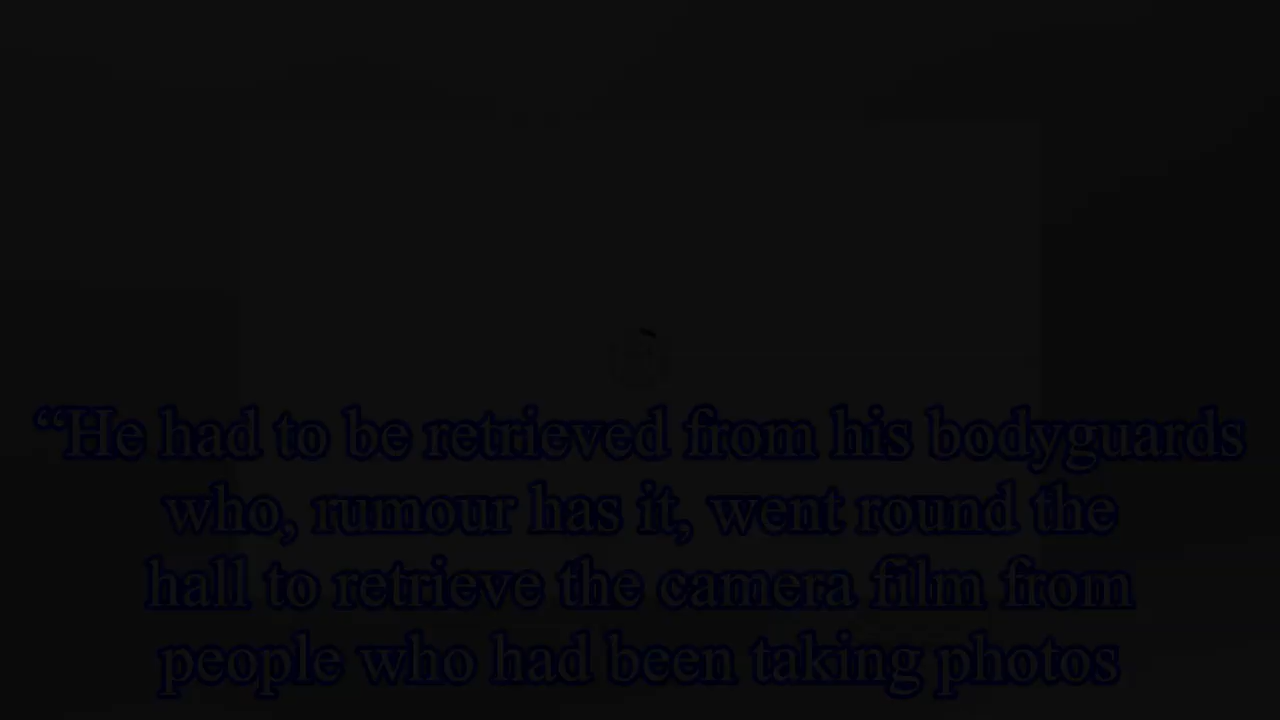 “He had to be retrieved from his bodyguards
who, rumour has it, went round the
hall to retrieve the camera film from
people who had been taking photos